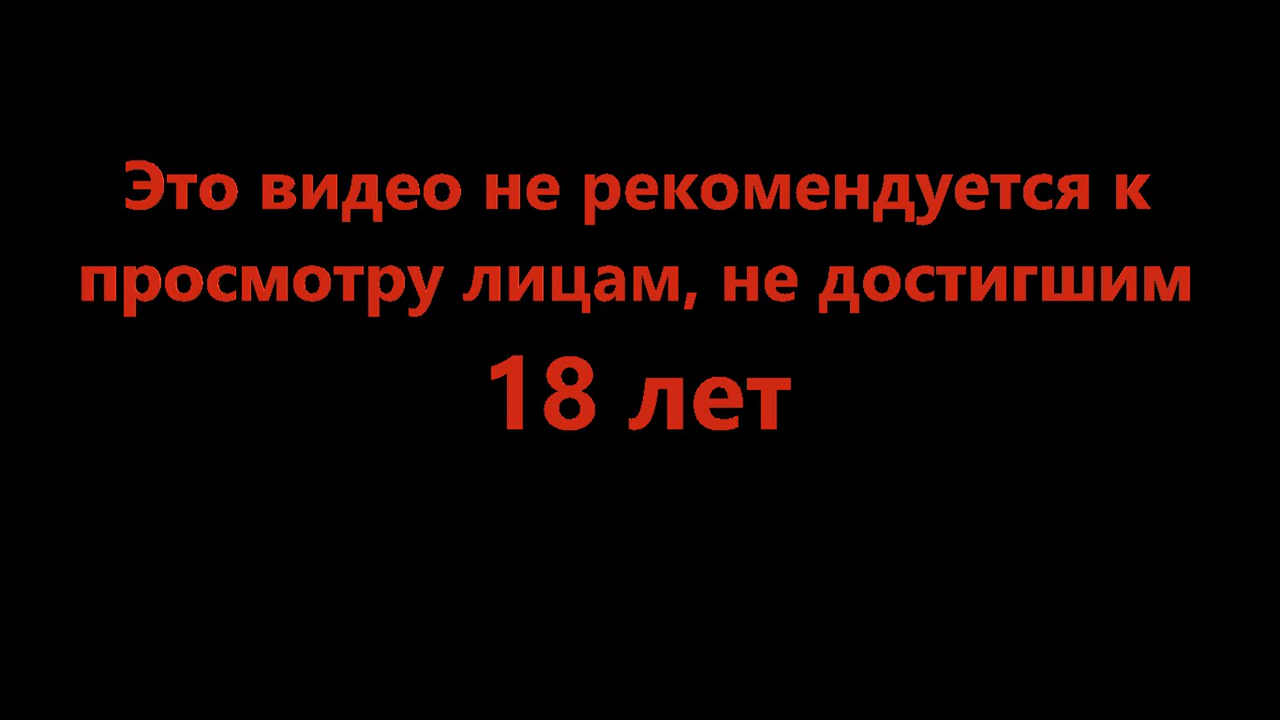 Это видео не рекомендуется к
просмотру лицам, не достигшим
18 лет